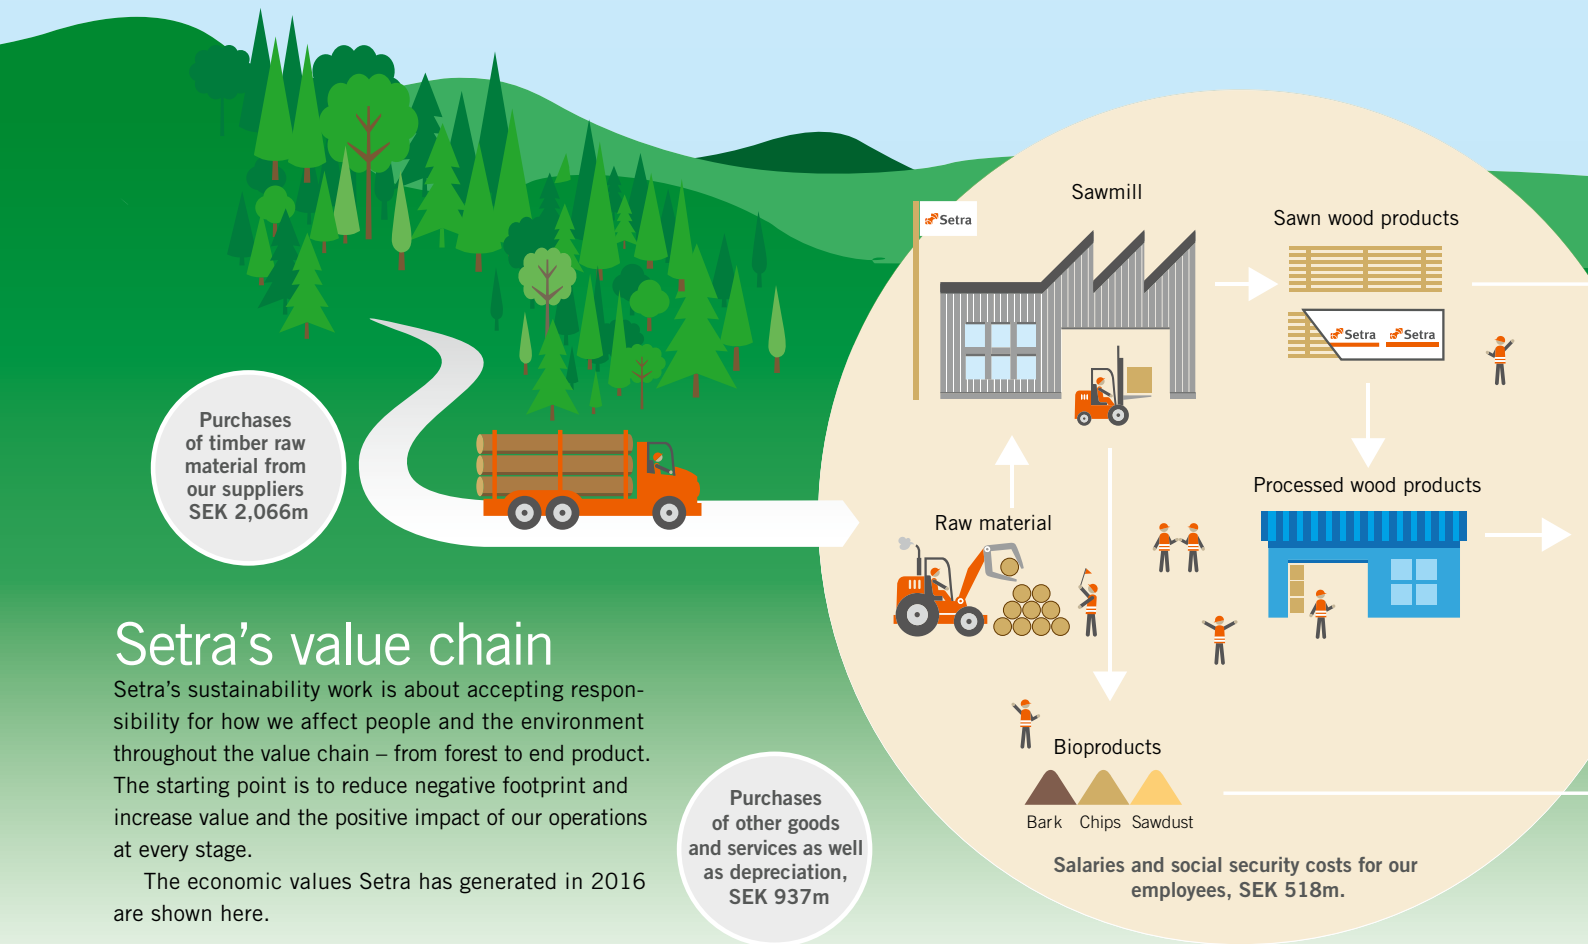 Sawmill
Setra
Sawn wood products
Setra Setra
Purchases
of timber raw
material from
our suppliers
SEK 2,066m
Processed wood products
Raw material
Setra’s value chain
Setra’s sustainability work is about accepting respon-
sibility for how we affect people and the environment
throughout the value chain – from forest to end product.
The starting point is to reduce negative footprint and
increase value and the positive impact of our operations
at every stage.
The economic values Setra has generated in 2016
are shown here.
Purchases
of other goods
and services as well
as depreciation,
SEK 937m
Bioproducts
Bark Chips Sawdust
Salaries and social security costs for our
employees, SEK 518m.